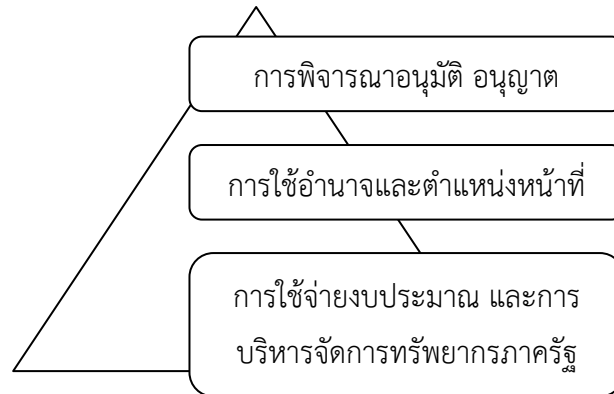 การพิจารณาอนุมัติ อนุญาต
การใช้อำนาจและตำแหน่งหน้าที่
การใช้จ่ายงบประมาณ และการ
บริหารจัดการทรัพยากรภาครัฐ